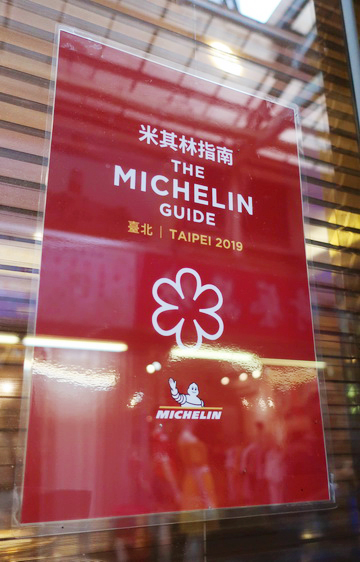 米其林指南
THE
MICHELIN
GUIDE
臺北 | TAIPEI 2019
MICHELIN